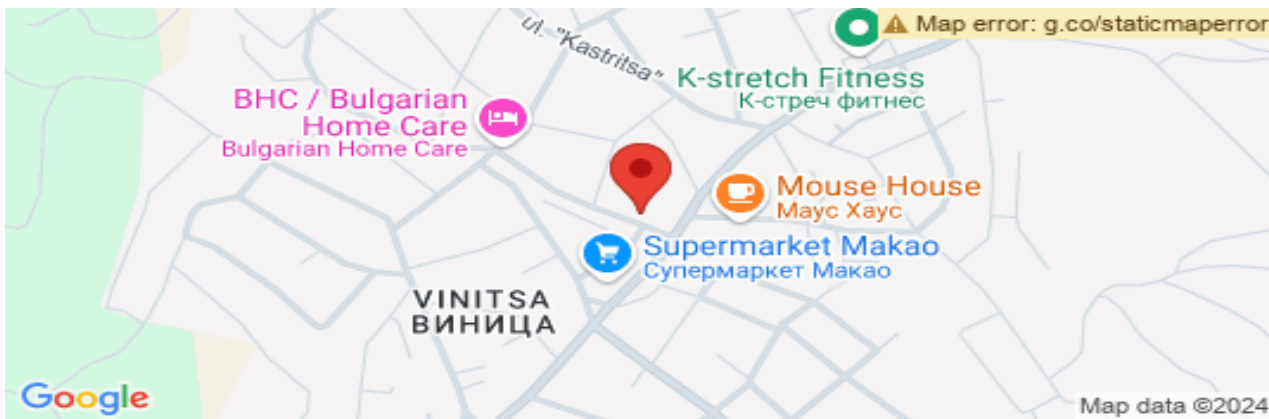 Map error: g.co/staticmaperror
ul. "Kastritsa"
K-stretch Fitness
К-стреч фитнес
BHC / Bulgarian
Home Care
Bulgarian Home Care
Mouse House
Маус Хаус
Supermarket Makao
Супермаркет Макао
VINITSA
ВИНИЦА
Google
Map data ©2024